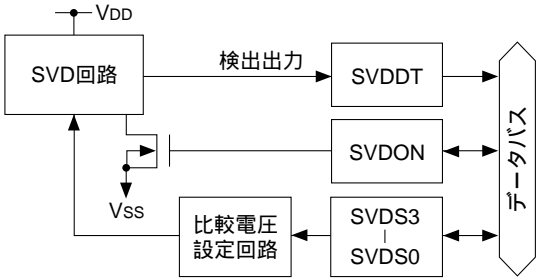 VDD
SVD回路
検出出力
SVDDT
SVDON
VSS
比較電圧
設定回路
SVDS3
|
SVDS0
データバス